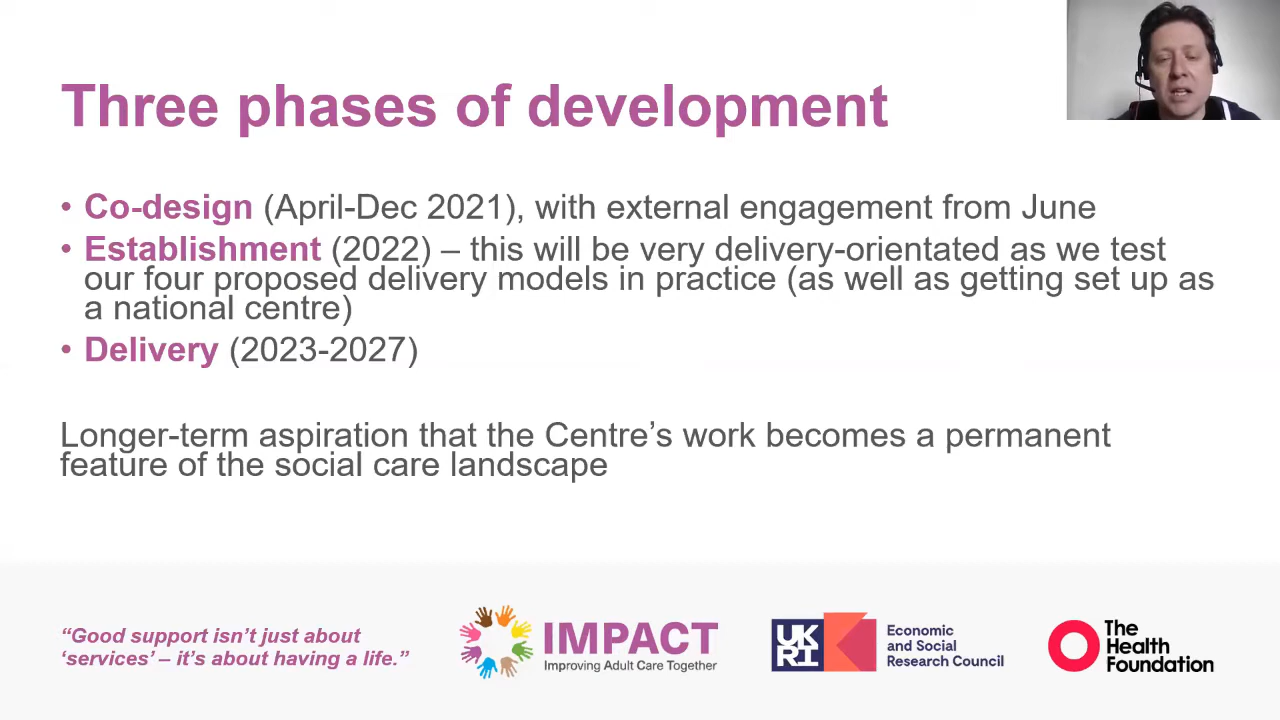 Three phases of development
• Co-design (April-Dec 2021), with external engagement from June
• Establishment (2022) – this will be very delivery-orientated as we test
our four proposed delivery models in practice (as well as getting set up as
a national centre)
• Delivery (2023-2027)
Longer-term aspiration that the Centre’s work becomes a permanent
feature of the social care landscape
“Good support isn’t just about
‘services’ – it’s about having a life.”
IMPACT
Improving Adult Care Together
UK
RI
Economic
and Social
Research Council
The
Health
Foundation